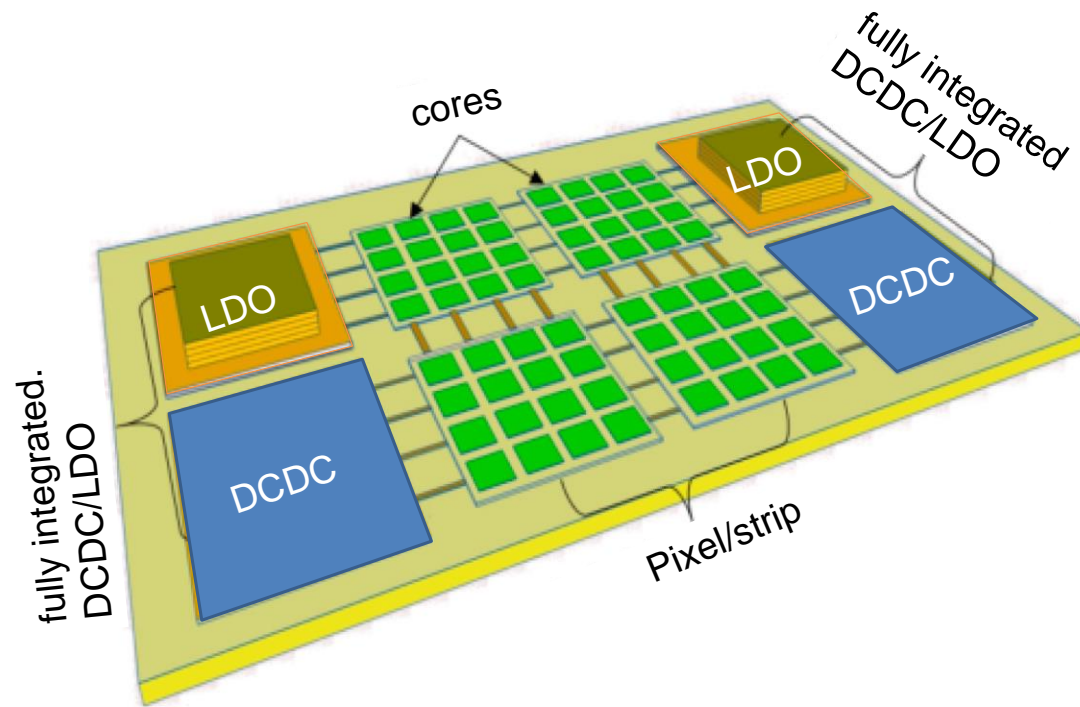 fully integrated
DCDC/LDO
cores
LDO
LDO
DCDC
DCDC
fully integrated.
DCDC/LDO
Pixel/strip